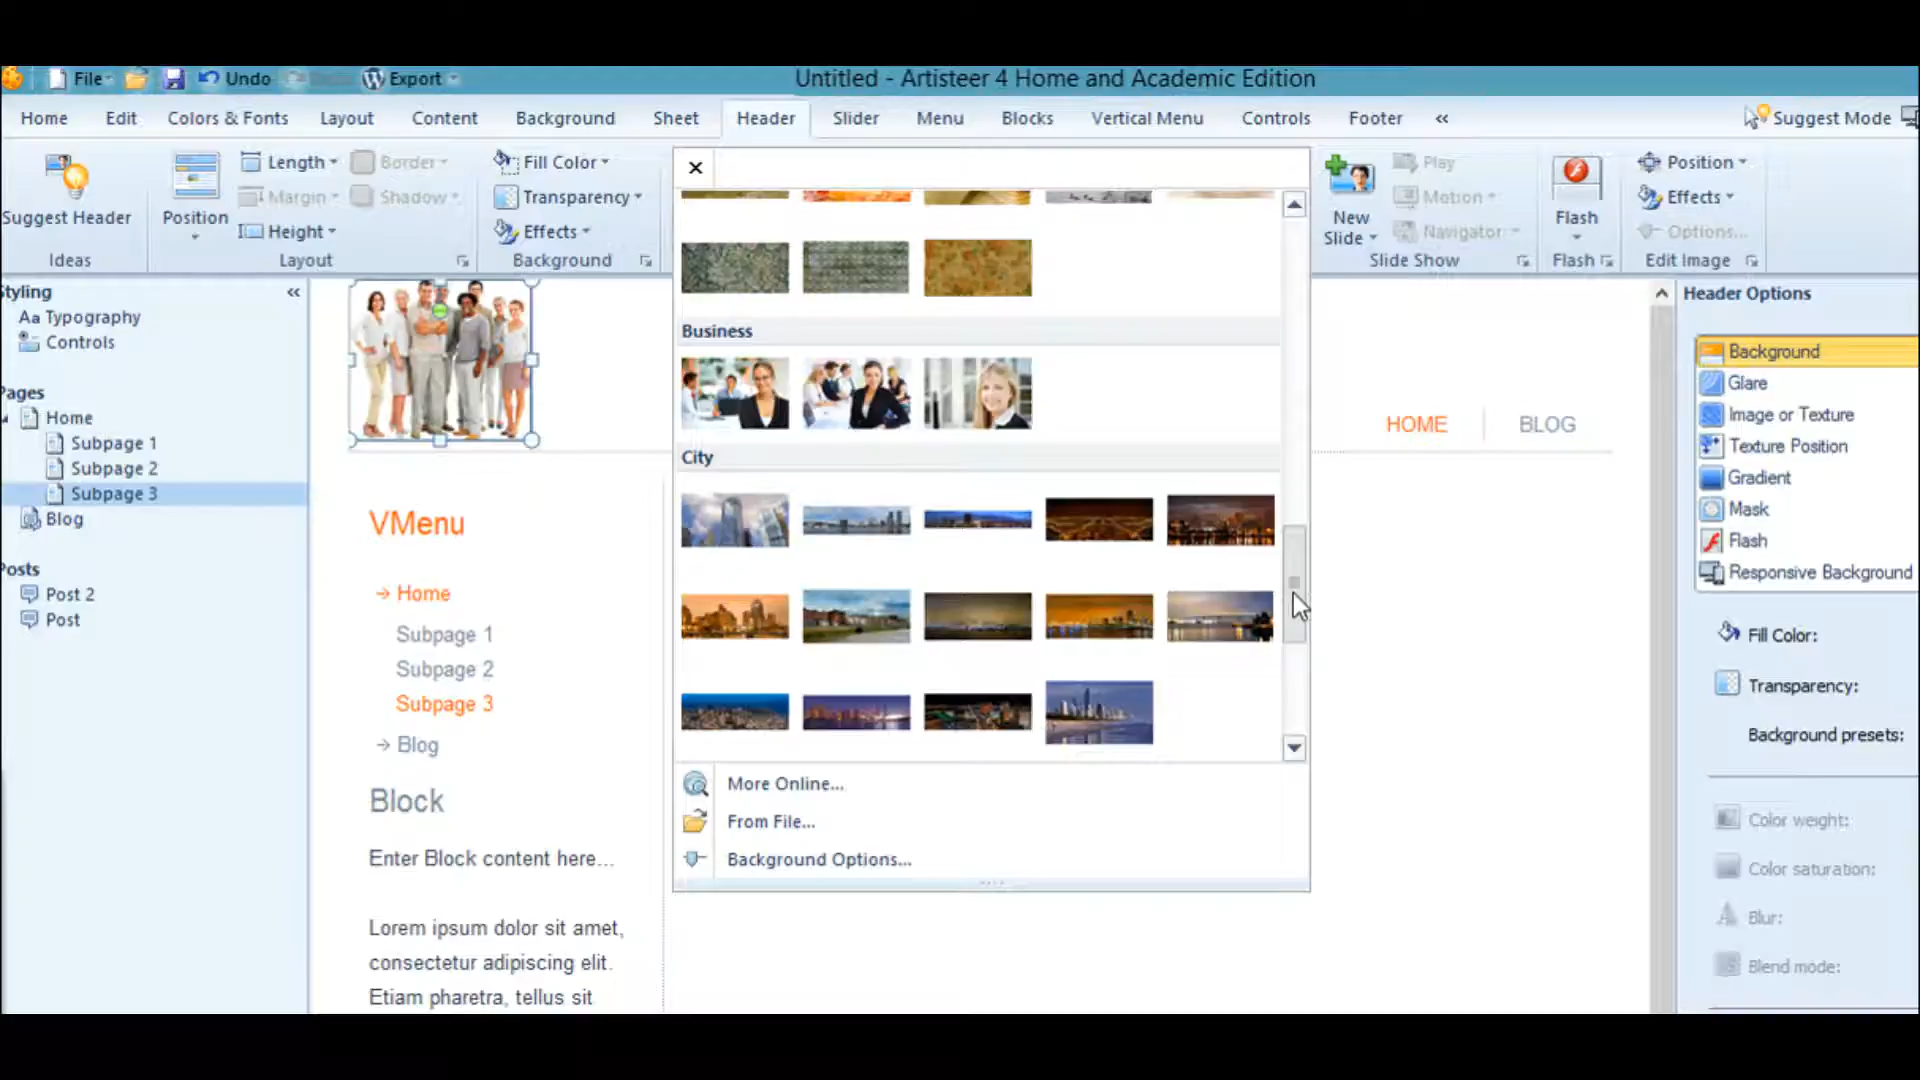 File
Undo
Export
Untitled - Artisteer 4 Home and Academic Edition
Home
Edit
Colors & Fonts
Layout
Content
Background
Sheet
Header
Slider
Menu
Blocks
Vertical Menu
Controls
Footer
«
Suggest Mode
Suggest Header
Ideas
Position
Length
Margin
Height
Border
Shadow
Layout
Fill Color
Transparency
Effects
Background
New
Slide
Play
Motion
Navigator
Slide Show
Flash
Flash
Position
Effects
Options...
Edit Image
Styling
«
Aa Typography
Controls
Pages
Home
Subpage 1
Subpage 2
Subpage 3
Blog
Posts
Post 2
Post
HOME
BLOG
VMenu
Home
Subpage 1
Subpage 2
Subpage 3
Blog
Block
Enter Block content here...
Lorem ipsum dolor sit amet,
consectetur adipiscing elit.
Etiam pharetra, tellus sit
Business
City
More Online...
From File...
Background Options...
Header Options
Background
Glare
Image or Texture
Texture Position
Gradient
Mask
Flash
Responsive Background
Fill Color:
Transparency:
Background presets:
Color weight:
Color saturation:
Blur:
Blend mode: